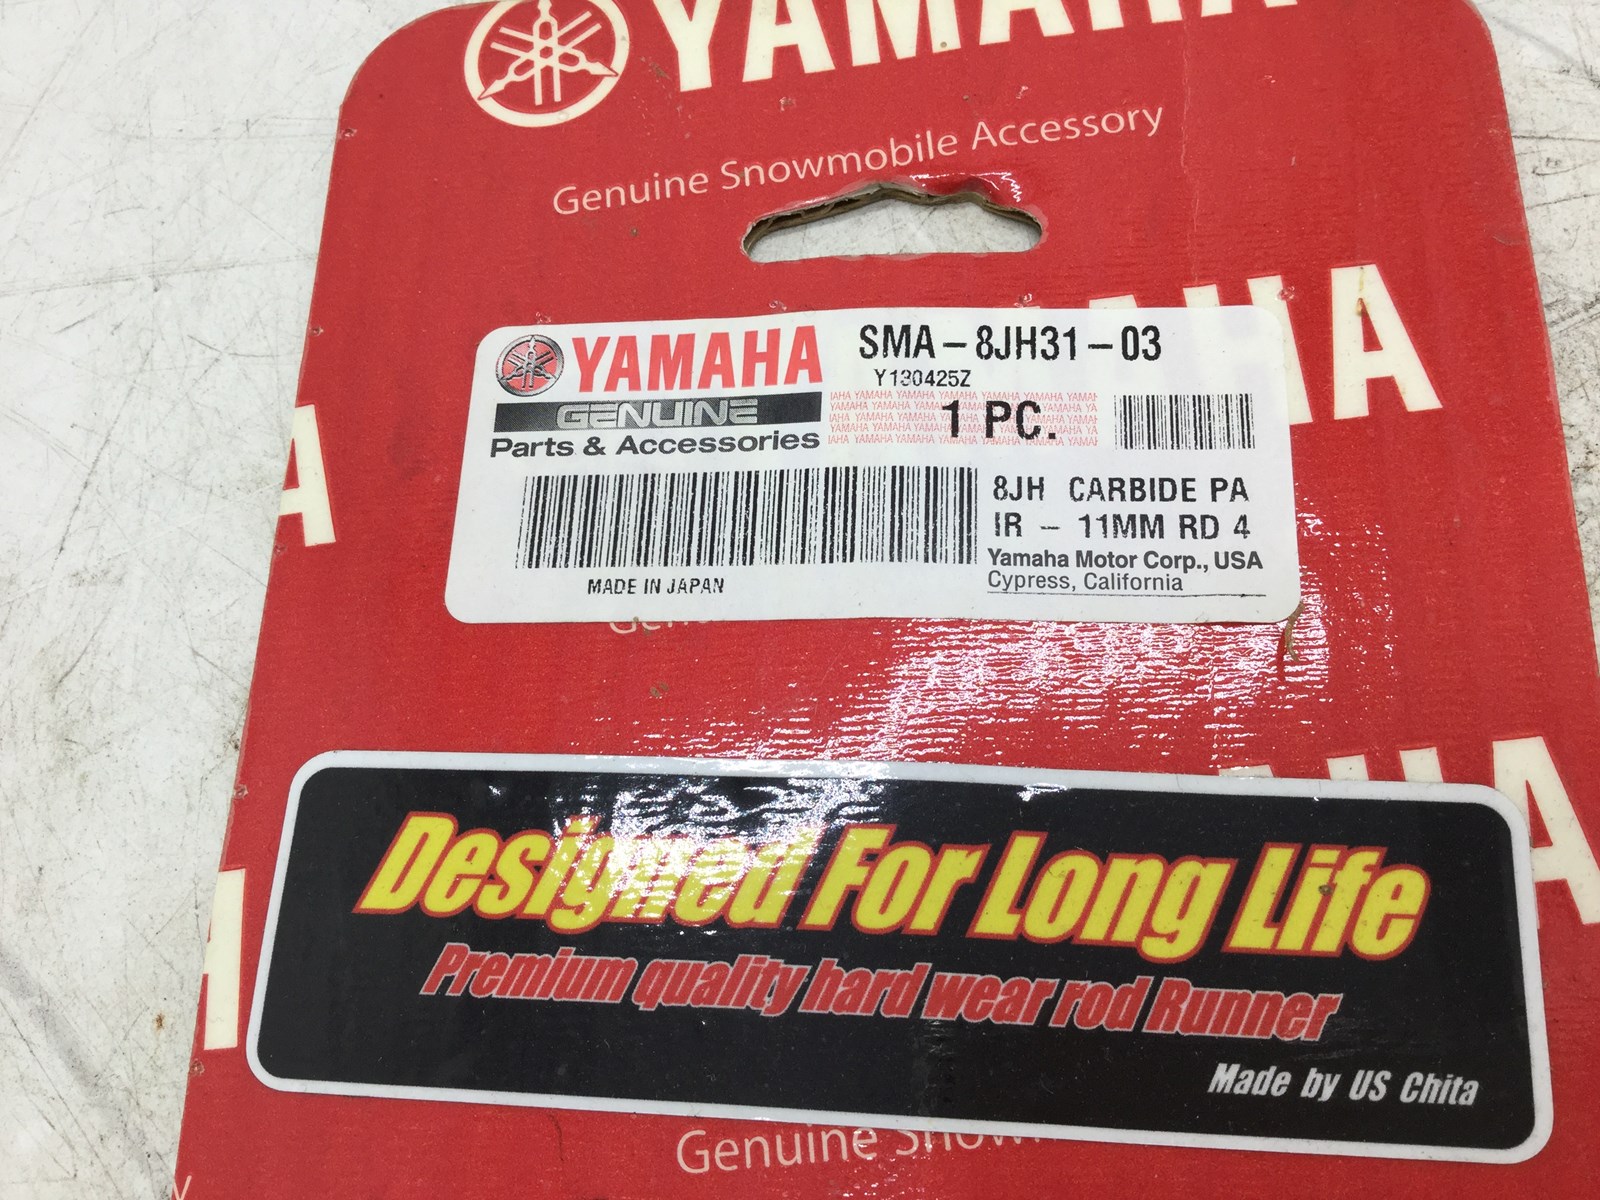 YAMAHA
Genuine Snowmobile Accessory
YAMAHA
SMA-8JH31-03
Y130425Z
GENUINE
1 PC.
Parts & Accessories
8JH CARBIDE PA
IR - 11MM RD 4
Yamaha Motor Corp., USA
Cypress, California
MADE IN JAPAN
Designed For Long Life
Premium quality hard wear rod Runner
Made by US Chita
Genuine